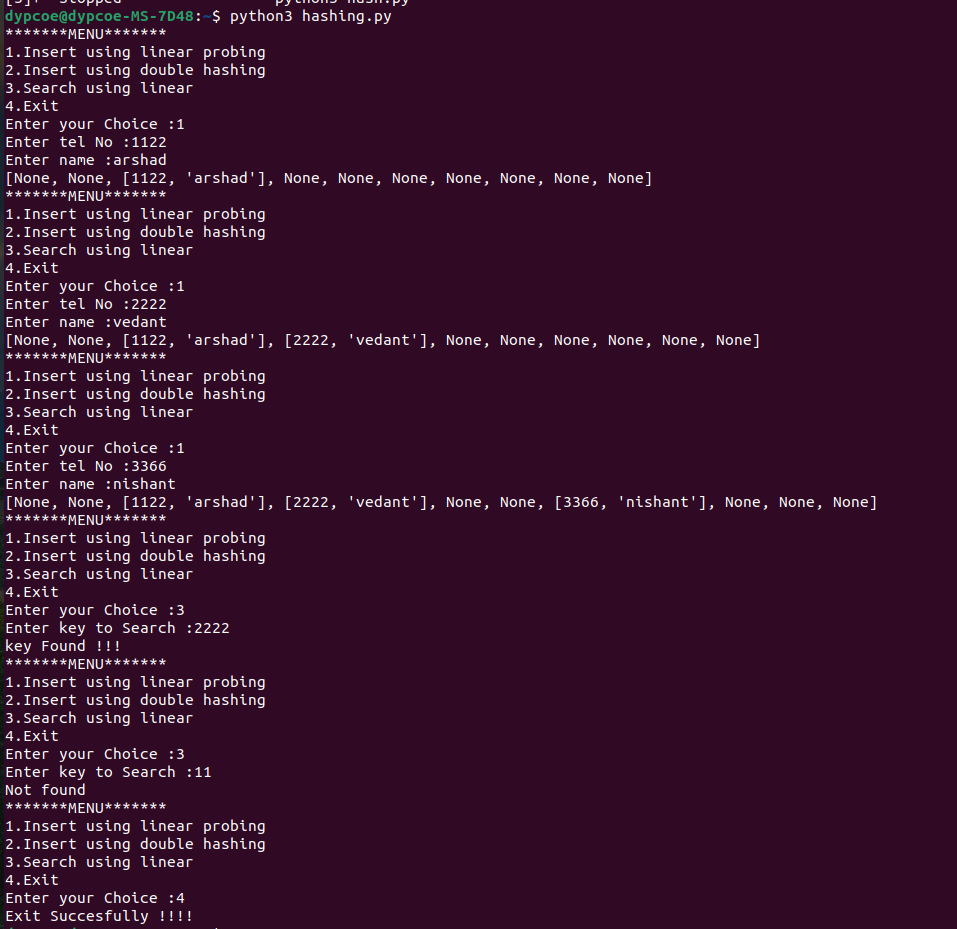 dypcoe@dypcoe-MS-7D48:~$ python3 hashing.py
*******MENU*******
1.Insert using linear probing
2.Insert using double hashing
3.Search using linear
4.Exit
Enter your Choice :1
Enter tel No :1122
Enter name :arshad
[None, None, [1122, 'arshad'], None, None, None, None, None, None, None]
*******MENU*******
1.Insert using linear probing
2.Insert using double hashing
3.Search using linear
4.Exit
Enter your Choice :1
Enter tel No :2222
Enter name :vedant
[None, None, [1122, 'arshad'], [2222, 'vedant'], None, None, None, None, None, None]
*******MENU*******
1.Insert using linear probing
2.Insert using double hashing
3.Search using linear
4.Exit
Enter your Choice :1
Enter tel No :3366
Enter name :nishant
[None, None, [1122, 'arshad'], [2222, 'vedant'], None, None, [3366, 'nishant'], None, None, None]
*******MENU*******
1.Insert using linear probing
2.Insert using double hashing
3.Search using linear
4.Exit
Enter your Choice :3
Enter key to Search :2222
key Found !!!
*******MENU*******
1.Insert using linear probing
2.Insert using double hashing
3.Search using linear
4.Exit
Enter your Choice :3
Enter key to Search :11
Not found
*******MENU*******
1.Insert using linear probing
2.Insert using double hashing
3.Search using linear
4.Exit
Enter your Choice :4
Exit Succesfully !!!!